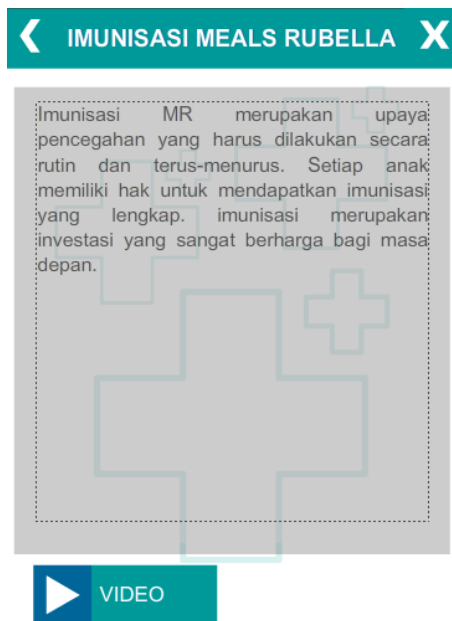 IMUNISASI MEALS RUBELLA X
Imunisasi MR merupakan upaya
pencegahan yang harus dilakukan secara
rutin dan terus-menurus. Setiap anak
memiliki hak untuk mendapatkan imunisasi
yang lengkap. imunisasi merupakan
investasi yang sangat berharga bagi masa
depan.
VIDEO